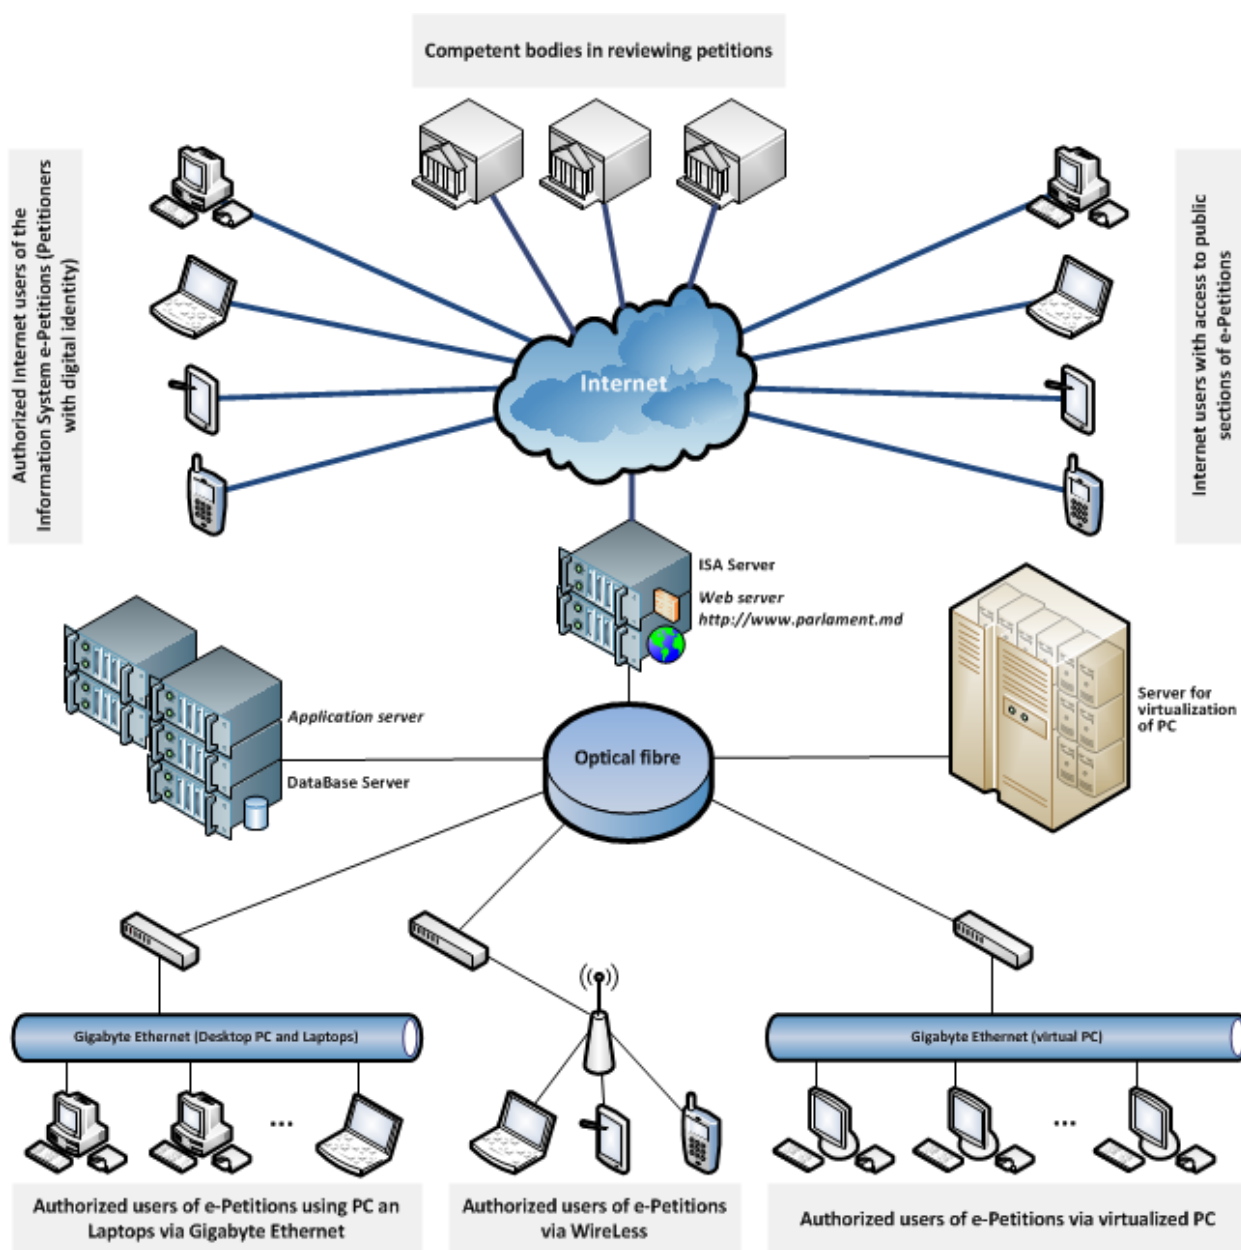 Competent bodies in reviewing petitions
Authorized Internet users of the
Information System e-Petitions (Petitioners
with digital identity)
Internet users with access to public
sections of e-Petitions
Internet
ISA Server
Web server
http://www.parlament.md
Application server
DataBase Server
Optical fibre
Server for
virtualization
of PC
Gigabyte Ethernet (Desktop PC and Laptops)
Gigabyte Ethernet (virtual PC)
...
...
Authorized users of e-Petitions using PC an
Laptops via Gigabyte Ethernet
Authorized users of e-Petitions
via WireLess
Authorized users of e-Petitions via virtualized PC